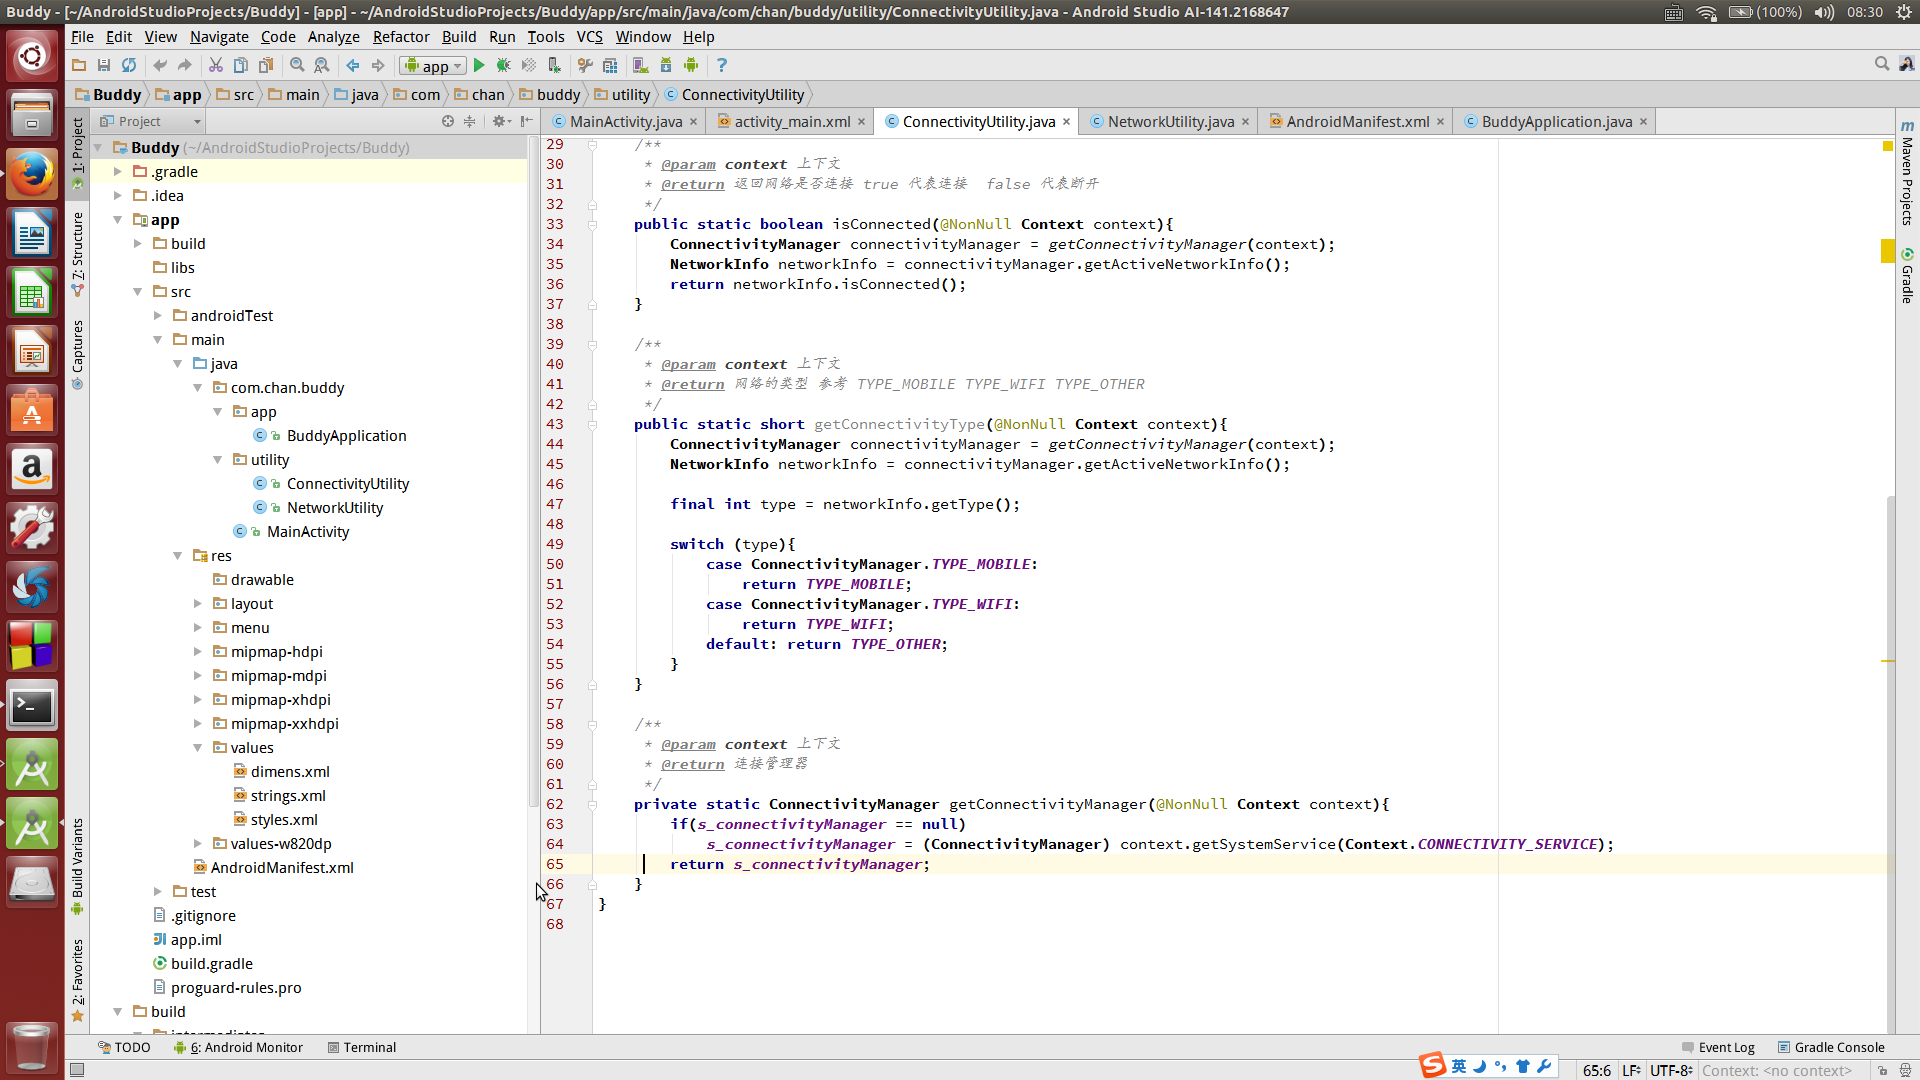 Buddy - [~/AndroidStudioProjects/Buddy] - [app] - ~/AndroidStudioProjects/Buddy/app/src/main/java/com/chan/buddy/utility/ConnectivityUtility.java - Android Studio AI-141.2168647
(100%)
08:30
File Edit View Navigate Code Analyze Refactor Build Run Tools VCS Window Help
app
Buddy app src main java com chan buddy utility ConnectivityUtility
Project
MainActivity.java activity_main.xml ConnectivityUtility.java NetworkUtility.java AndroidManifest.xml BuddyApplication.java
1: Project
7: Structure
Captures
Build Variants
2: Favorites
Buddy (~/AndroidStudioProjects/Buddy)
.gradle
.idea
app
build
libs
src
androidTest
main
java
com.chan.buddy
app
BuddyApplication
utility
ConnectivityUtility
NetworkUtility
MainActivity
res
drawable
layout
menu
mipmap-hdpi
mipmap-mdpi
mipmap-xhdpi
mipmap-xxhdpi
values
dimens.xml
strings.xml
styles.xml
values-w820dp
AndroidManifest.xml
test
.gitignore
app.iml
build.gradle
proguard-rules.pro
build
29 /**
30 * @param context 上下文
31 * @return 返回网络是否连接 true 代表连接 false 代表断开
32 */
33 public static boolean isConnected(@NonNull Context context){
34 ConnectivityManager connectivityManager = getConnectivityManager(context);
35 NetworkInfo networkInfo = connectivityManager.getActiveNetworkInfo();
36 return networkInfo.isConnected();
37 }
38
39 /**
40 * @param context 上下文
41 * @return 网络的类型 参考 TYPE_MOBILE TYPE_WIFI TYPE_OTHER
42 */
43 public static short getConnectivityType(@NonNull Context context){
44 ConnectivityManager connectivityManager = getConnectivityManager(context);
45 NetworkInfo networkInfo = connectivityManager.getActiveNetworkInfo();
46
47 final int type = networkInfo.getType();
48
49 switch (type){
50 case ConnectivityManager.TYPE_MOBILE:
51 return TYPE_MOBILE;
52 case ConnectivityManager.TYPE_WIFI:
53 return TYPE_WIFI;
54 default: return TYPE_OTHER;
55 }
56 }
57
58 /**
59 * @param context 上下文
60 * @return 连接管理器
61 */
62 private static ConnectivityManager getConnectivityManager(@NonNull Context context){
63 if(s_connectivityManager == null)
64 s_connectivityManager = (ConnectivityManager) context.getSystemService(Context.CONNECTIVITY_SERVICE);
65 return s_connectivityManager;
66 }
67 }
68
Maven Projects
Gradle
TODO 6: Android Monitor Terminal
Event Log Gradle Console
英
65:6 LF UTF-8 Context: <no context>